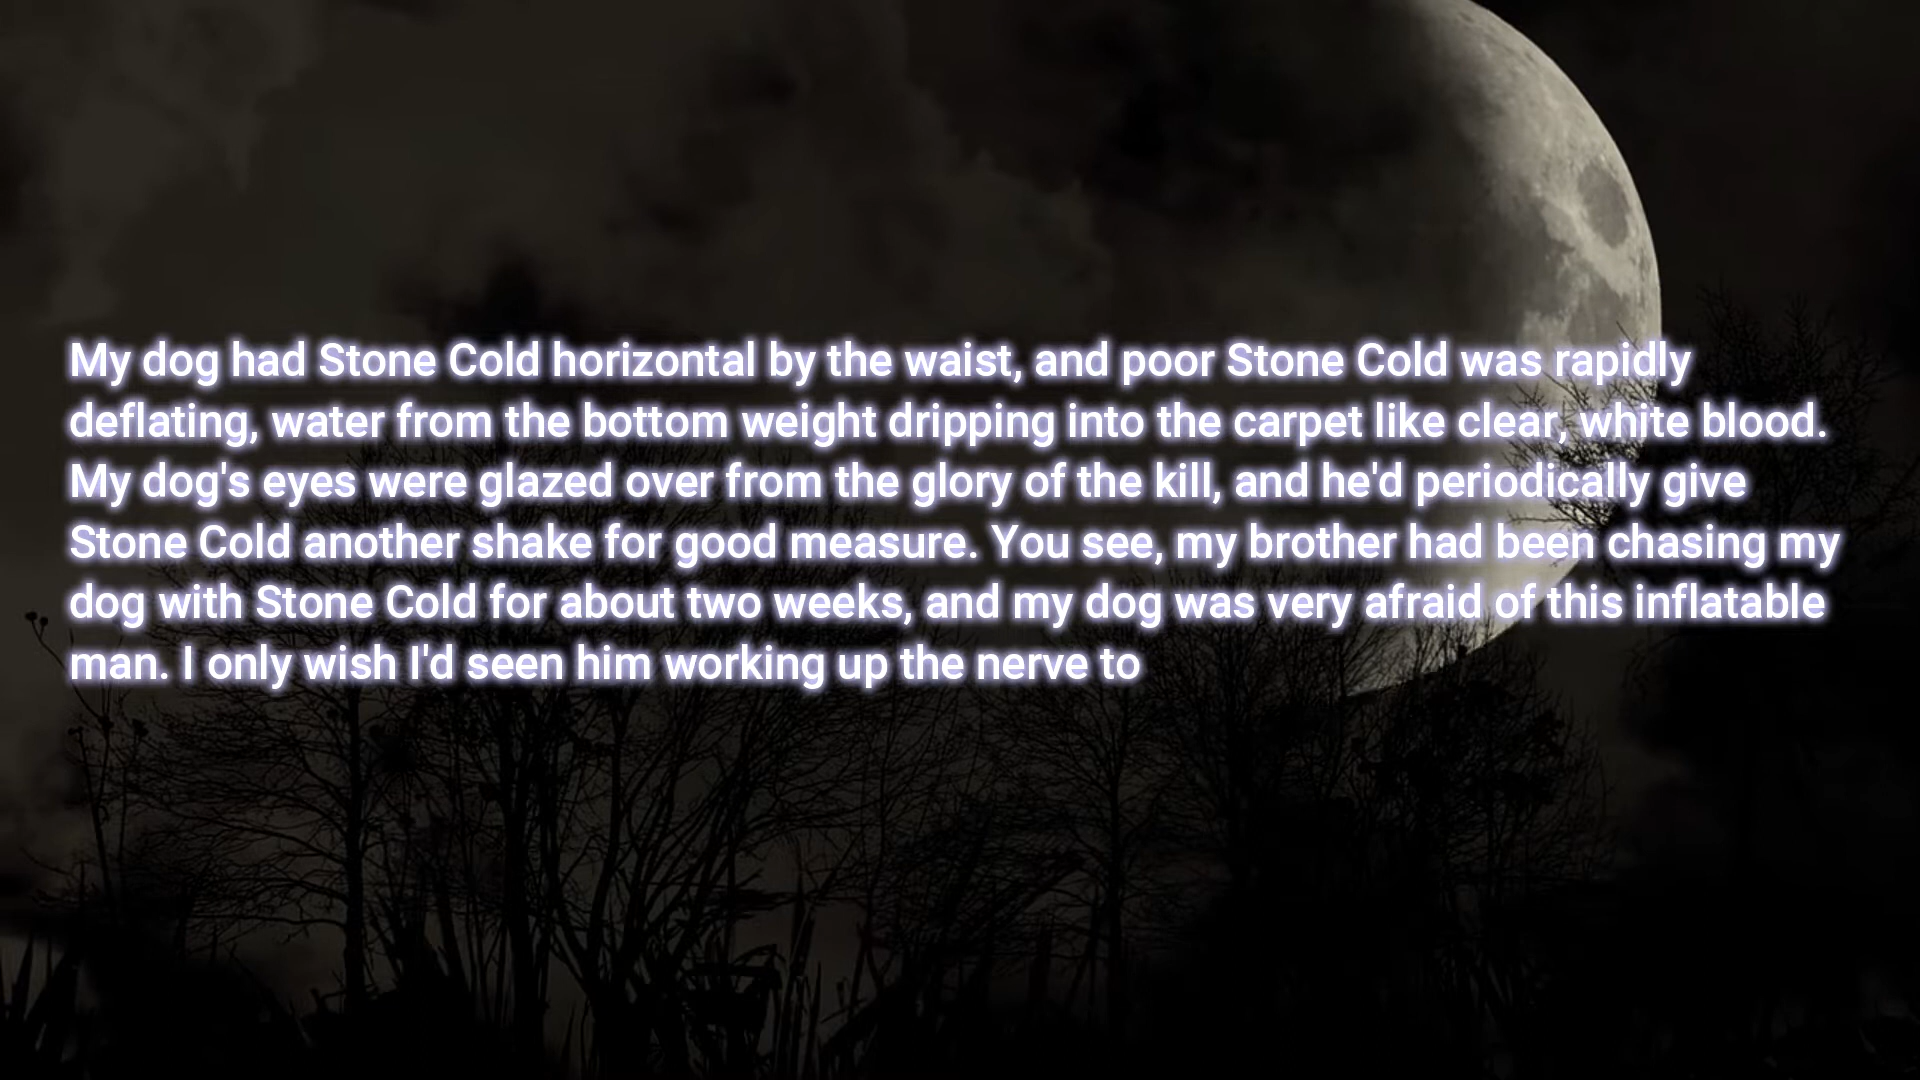 My dog had Stone Cold horizontal by the waist, and poor Stone Cold was rapidly
deflating, water from the bottom weight dripping into the carpet like clear, white blood.
My dog's eyes were glazed over from the glory of the kill, and he'd periodically give
Stone Cold another shake for good measure. You see, my brother had been chasing my
dog with Stone Cold for about two weeks, and my dog was very afraid of this inflatable
man. I only wish I'd seen him working up the nerve to